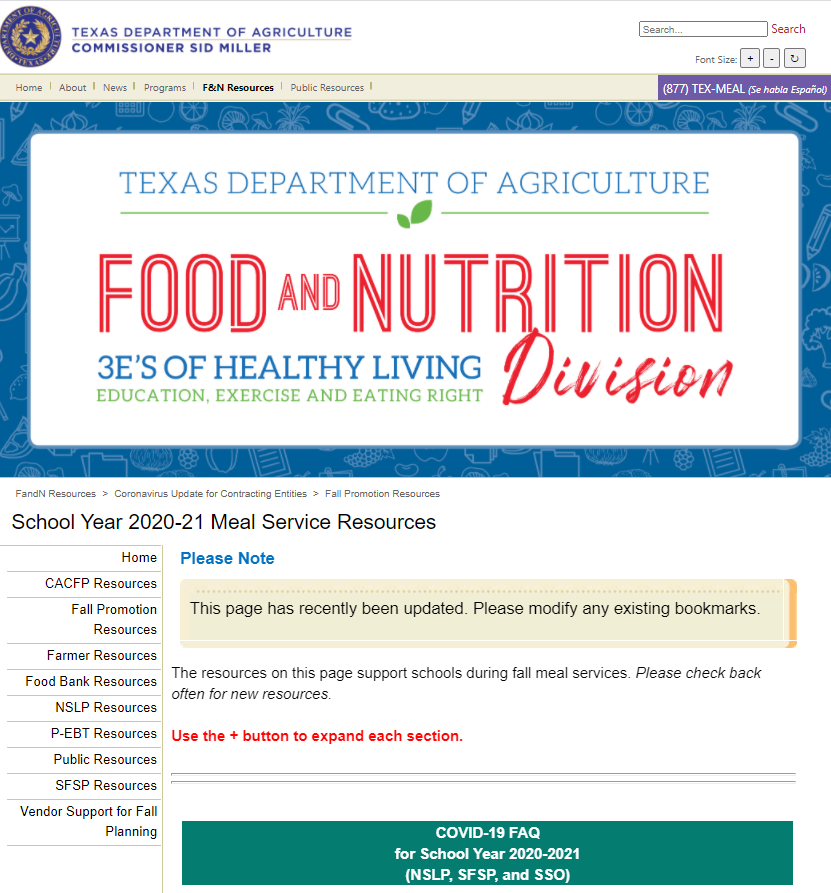 TEXAS DEPARTMENT OF AGRICULTURE
COMMISSIONER SID MILLER
Search... Search
Font Size: + - ↻
Home About News Programs F&N Resources Public Resources
(877) TEX-MEAL (Se habla Español)
TEXAS DEPARTMENT OF AGRICULTURE
FOOD AND NUTRITION
Division
3E'S OF HEALTHY LIVING
EDUCATION, EXERCISE AND EATING RIGHT
FandN Resources > Coronavirus Update for Contracting Entities > Fall Promotion Resources
School Year 2020-21 Meal Service Resources
Home
CACFP Resources
Fall Promotion
Resources
Farmer Resources
Food Bank Resources
NSLP Resources
P-EBT Resources
Public Resources
SFSP Resources
Vendor Support for Fall
Planning
Please Note
This page has recently been updated. Please modify any existing bookmarks.
The resources on this page support schools during fall meal services. Please check back
often for new resources.
Use the + button to expand each section.
COVID-19 FAQ
for School Year 2020-2021
(NSLP, SFSP, and SSO)